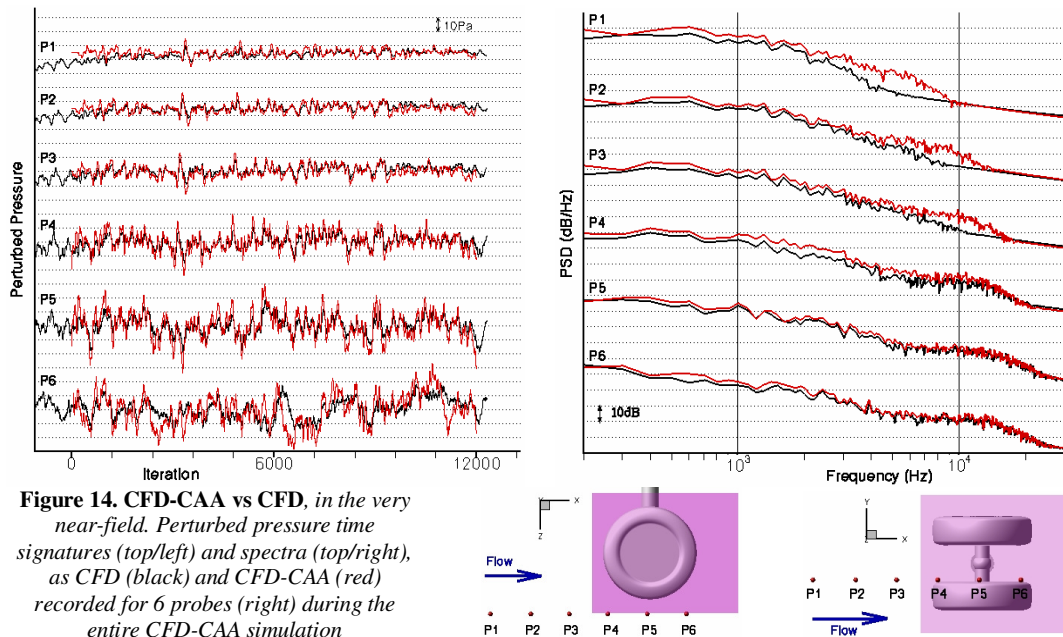 10Pa
P1
P2
P3
P4
P5
P6
Perturbed Pressure
0
6000
12000
Iteration
P1
P2
P3
P4
P5
P6
PSD (dB/Hz)
10dB
10³
10⁴
Frequency (Hz)
Figure 14. CFD-CAA vs CFD, in the very
near-field. Perturbed pressure time
signatures (top/left) and spectra (top/right),
as CFD (black) and CFD-CAA (red)
recorded for 6 probes (right) during the
entire CFD-CAA simulation
Y X
Z
Flow
P1 P2 P3 P4 P5 P6
Y
Z X
P1 P2 P3 P4 P5 P6
Flow